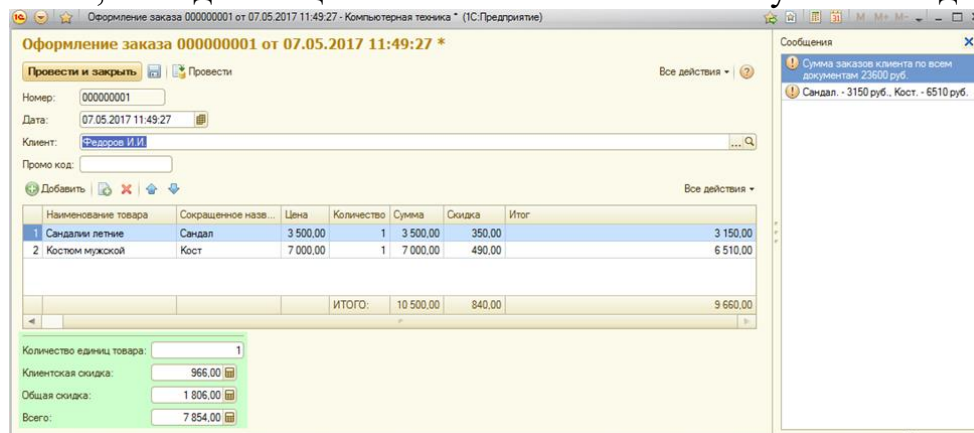 Оформление заказа 000000001 от 07.05.2017 11:49:27 - Компьютерная техника * (1С:Предприятие)
M M+ M-
Оформление заказа 000000001 от 07.05.2017 11:49:27 *
Провести и закрыть Провести Все действия
Номер: 000000001
Дата: 07.05.2017 11:49:27
Клиент: Федоров И.И. ...
Промо код:
Добавить Все действия
Наименование товара Сокращенное назв... Цена Количество Сумма Скидка Итог
1 Сандалии летние Сандал 3 500,00 1 3 500,00 350,00 3 150,00
2 Костюм мужской Кост 7 000,00 1 7 000,00 490,00 6 510,00
ИТОГО: 10 500,00 840,00 9 660,00
Количество единиц товара: 1
Клиентская скидка: 966,00
Общая скидка: 1 806,00
Всего: 7 854,00
Сообщения
Сумма заказов клиента по всем
документам 23600 руб.
Сандал. - 3150 руб., Кост. - 6510 руб.